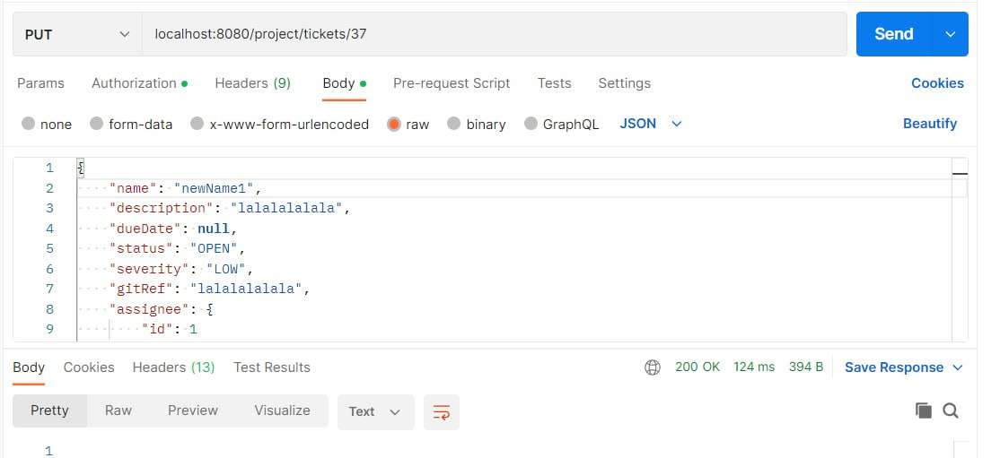 PUT localhost:8080/project/tickets/37 Send
Params Authorization Headers (9) Body Pre-request Script Tests Settings Cookies
none form-data x-www-form-urlencoded raw binary GraphQL JSON Beautify
1 {
2 "name": "newName1",
3 "description": "lalalalalala",
4 "dueDate": null,
5 "status": "OPEN",
6 "severity": "LOW",
7 "gitRef": "lalalalalala",
8 "assignee": {
9 "id": 1
Body Cookies Headers (13) Test Results 200 OK 124 ms 394 B Save Response
Pretty Raw Preview Visualize Text
1